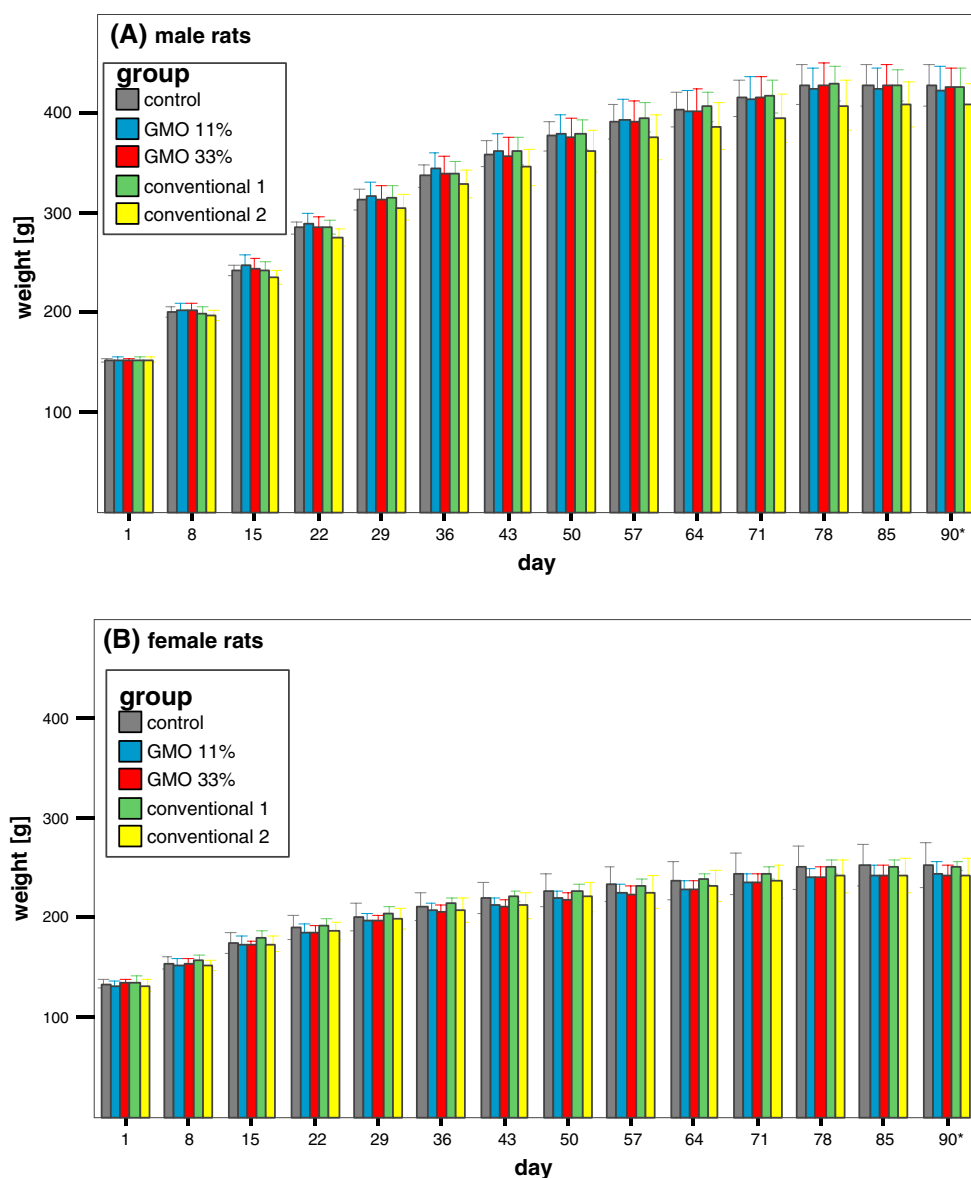 (A) male rats
group
control
GMO 11%
GMO 33%
conventional 1
conventional 2
400
300
200
100
weight [g]
1 8 15 22 29 36 43 50 57 64 71 78 85 90*
day
(B) female rats
group
control
GMO 11%
GMO 33%
conventional 1
conventional 2
400
300
200
100
weight [g]
1 8 15 22 29 36 43 50 57 64 71 78 85 90*
day